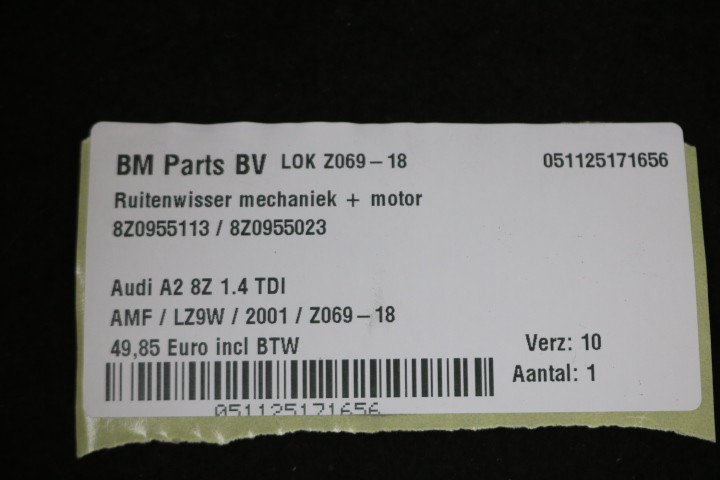 BM Parts BV LOK Z069-18 051125171656
Ruitenwisser mechaniek + motor
8Z0955113 / 8Z0955023
Audi A2 8Z 1.4 TDI
AMF / LZ9W / 2001 / Z069-18
49,85 Euro incl BTW Verz: 10
Aantal: 1
051125171656